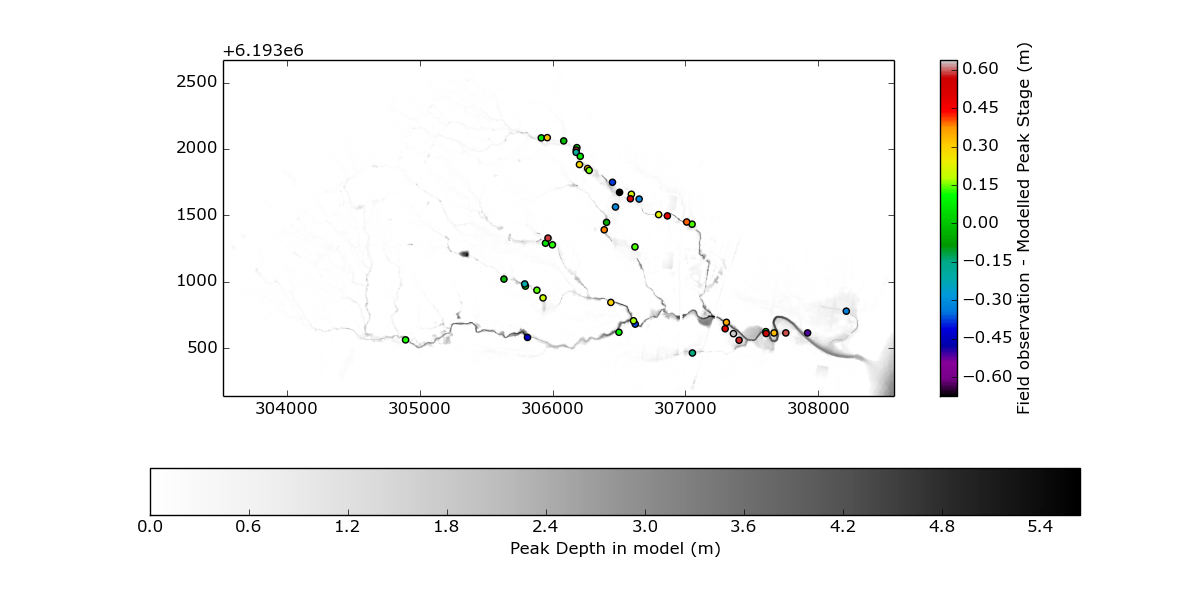 +6.193e6
2500
2000
1500
1000
500
304000 305000 306000 307000 308000
0.60
0.45
0.30
0.15
0.00
−0.15
−0.30
−0.45
−0.60
Field observation - Modelled Peak Stage (m)
0.0 0.6 1.2 1.8 2.4 3.0 3.6 4.2 4.8 5.4
Peak Depth in model (m)